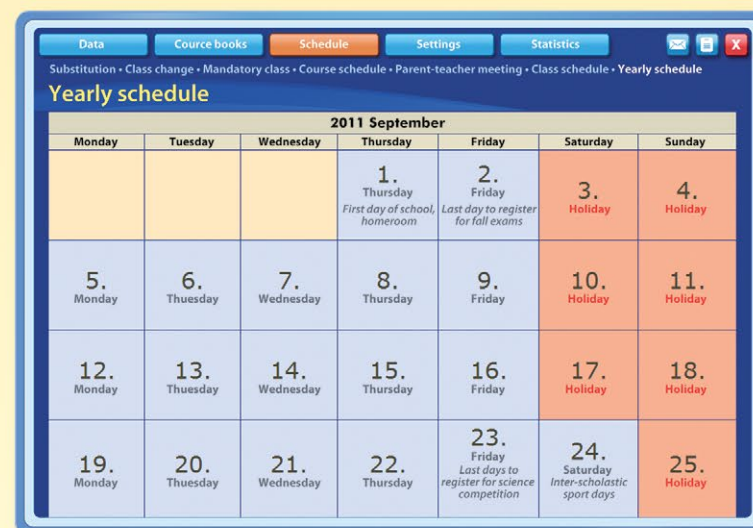 Data Cource books Schedule Settings Statistics X
Substitution • Class change • Mandatory class • Course schedule • Parent-teacher meeting • Class schedule • Yearly schedule
Yearly schedule
2011 September
Monday Tuesday Wednesday Thursday Friday Saturday Sunday
1. 2. 3. 4.
Thursday Friday Holiday Holiday
First day of school, Last day to register
homeroom for fall exams
5. 6. 7. 8. 9. 10. 11.
Monday Thuesday Wednesday Thursday Friday Holiday Holiday
12. 13. 14. 15. 16. 17. 18.
Monday Thuesday Wednesday Thursday Friday Holiday Holiday
19. 20. 21. 22. 23. 24. 25.
Monday Thuesday Wednesday Thursday Friday Saturday Holiday
Last days to Inter-scholastic
register for science sport days
competition